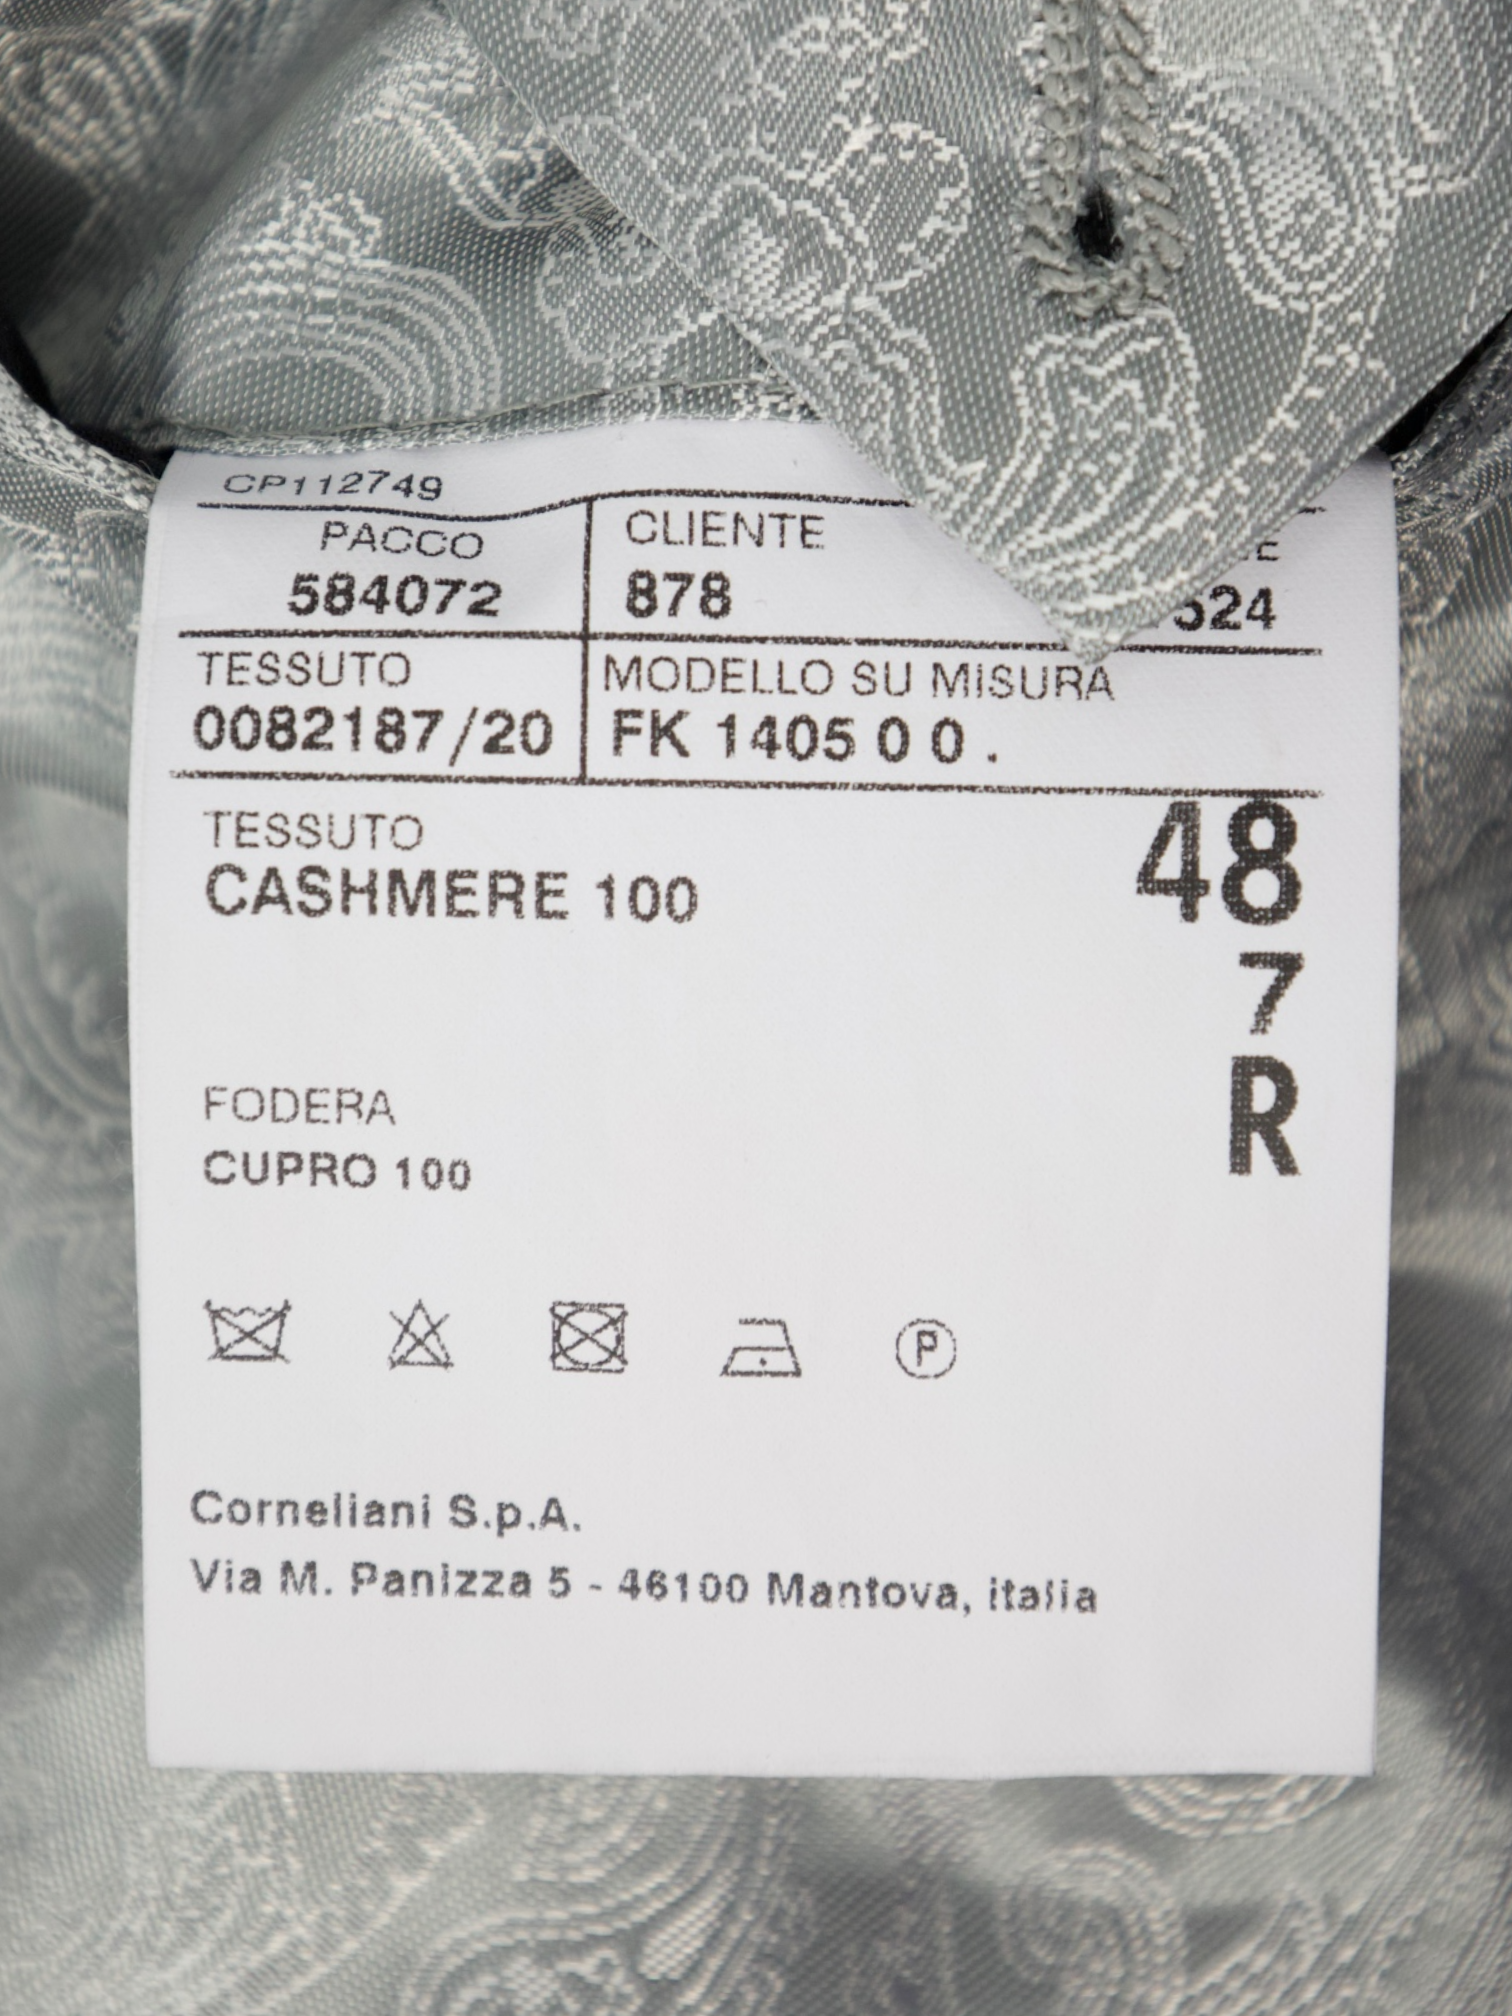 CP112749
PACCO
CLIENTE
584072
878
TESSUTO
MODELLO SU MISURA
0082187/20
FK 1405 0 0 .
TESSUTO
48
CASHMERE 100
7
R
FODERA
CUPRO 100
P
Corneliani S.p.A.
Via M. Panizza 5 - 46100 Mantova, italia